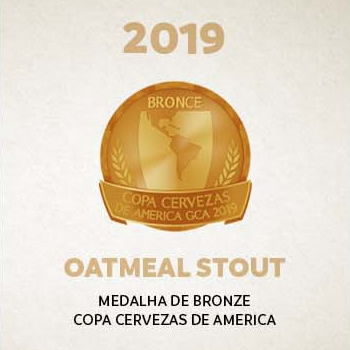 2019
BRONCE
COPA CERVEZAS
DE AMERICA GCA 2019
OATMEAL STOUT
MEDALHA DE BRONZE
COPA CERVEZAS DE AMERICA